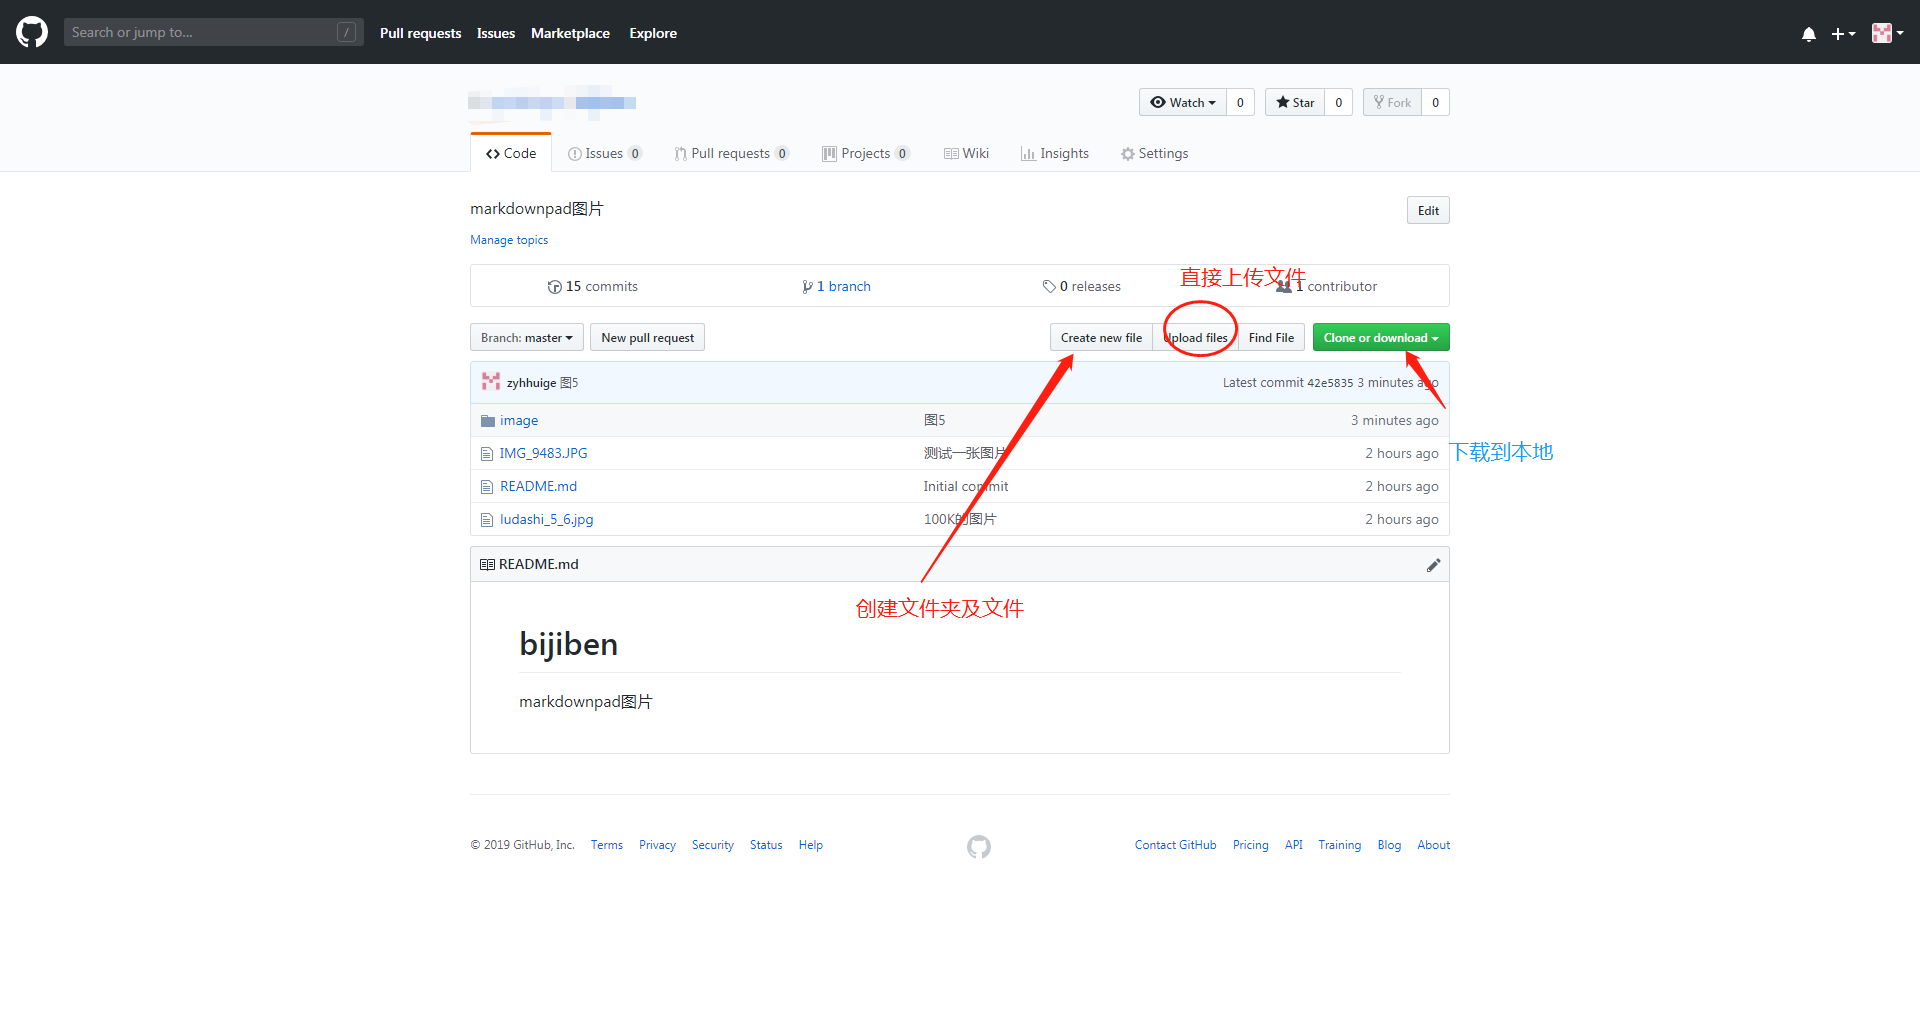 Search or jump to... /
Pull requests Issues Marketplace Explore
Watch 0 Star 0 Fork 0
Code Issues 0 Pull requests 0 Projects 0 Wiki Insights Settings
markdownpad图片
Edit
Manage topics
直接上传文件
15 commits 1 branch 0 releases 1 contributor
Branch: master New pull request Create new file Upload files Find File Clone or download
zyhhuige 图5 Latest commit 42e5835 3 minutes ago
image 图5 3 minutes ago
IMG_9483.JPG 测试一张图片 2 hours ago
下载到本地
README.md Initial commit 2 hours ago
ludashi_5_6.jpg 100K的图片 2 hours ago
README.md
创建文件夹及文件
bijiben
markdownpad图片
© 2019 GitHub, Inc. Terms Privacy Security Status Help Contact GitHub Pricing API Training Blog About